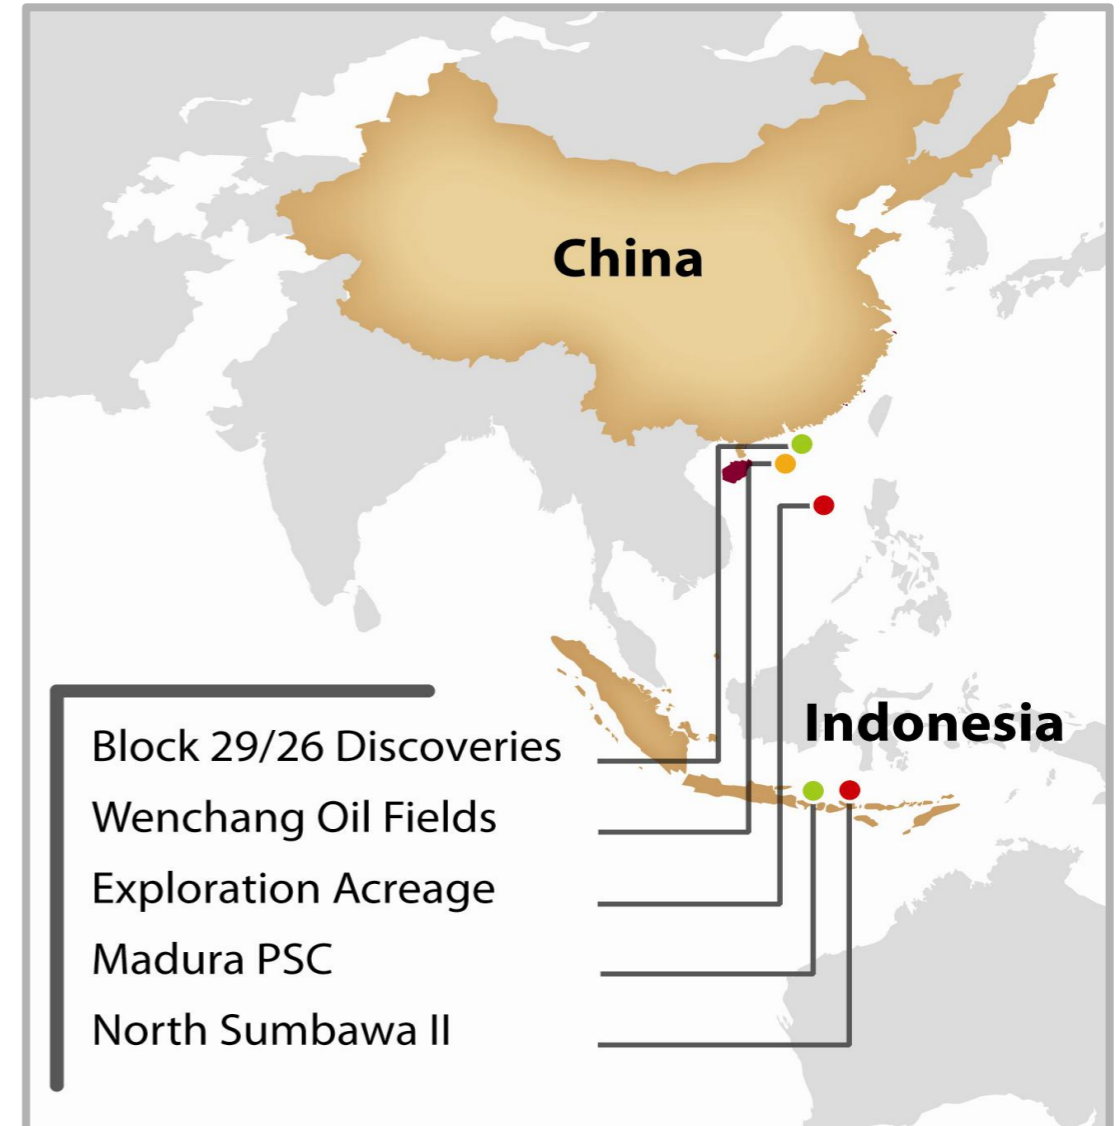 China
Indonesia
Block 29/26 Discoveries
Wenchang Oil Fields
Exploration Acreage
Madura PSC
North Sumbawa II